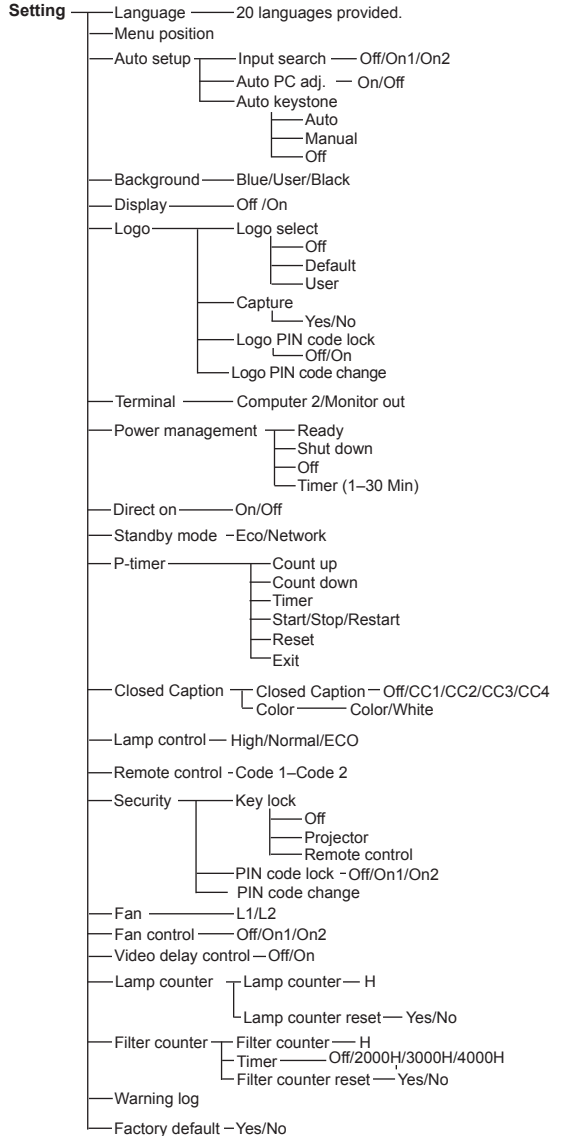 Setting Language 20 languages provided.
Menu position
Auto setup Input search Off/On1/On2
Auto PC adj. On/Off
Auto keystone
Auto
Manual
Off
Background Blue/User/Black
Display Off /On
Logo Logo select
Off
Default
User
Capture
Yes/No
Logo PIN code lock
Off/On
Logo PIN code change
Terminal Computer 2/Monitor out
Power management Ready
Shut down
Off
Timer (1–30 Min)
Direct on On/Off
Standby mode Eco/Network
P-timer Count up
Count down
Timer
Start/Stop/Restart
Reset
Exit
Closed Caption Closed Caption Off/CC1/CC2/CC3/CC4
Color Color/White
Lamp control High/Normal/ECO
Remote control Code 1–Code 2
Security Key lock
Off
Projector
Remote control
PIN code lock Off/On1/On2
PIN code change
Fan L1/L2
Fan control Off/On1/On2
Video delay control Off/On
Lamp counter Lamp counter H
Lamp counter reset Yes/No
Filter counter Filter counter H
Timer Off/2000H/3000H/4000H
Filter counter reset Yes/No
Warning log
Factory default Yes/No